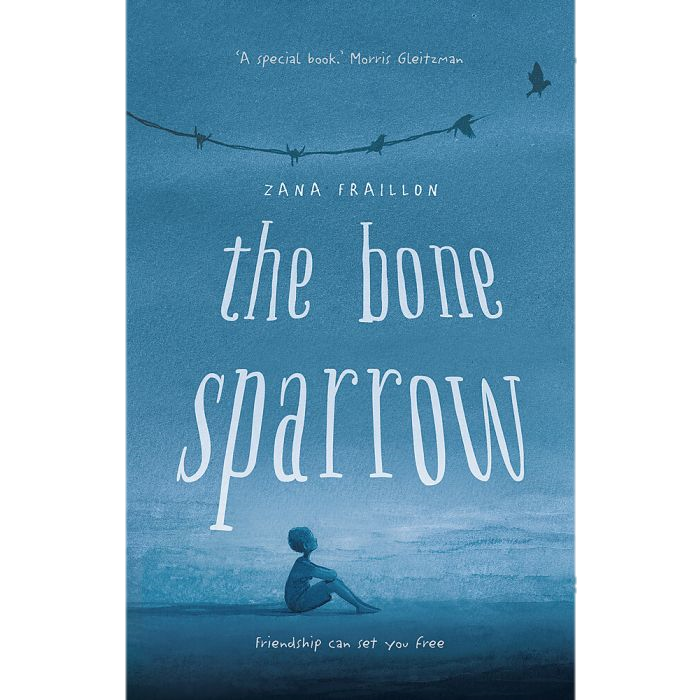 ‘A special book.’ Morris Gleitzman
ZANA FRAILLON
the bone
sparrow
Friendship can set you free